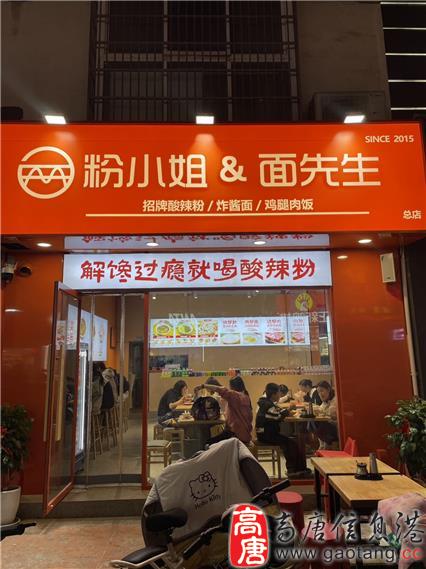 SINCE 2015
粉小姐 & 面先生
招牌酸辣粉/炸酱面/鸡腿肉饭
总店
解馋过瘾就喝酸辣粉
Hello Kitty
高唐
高唐信息港
www.gaotang.cc